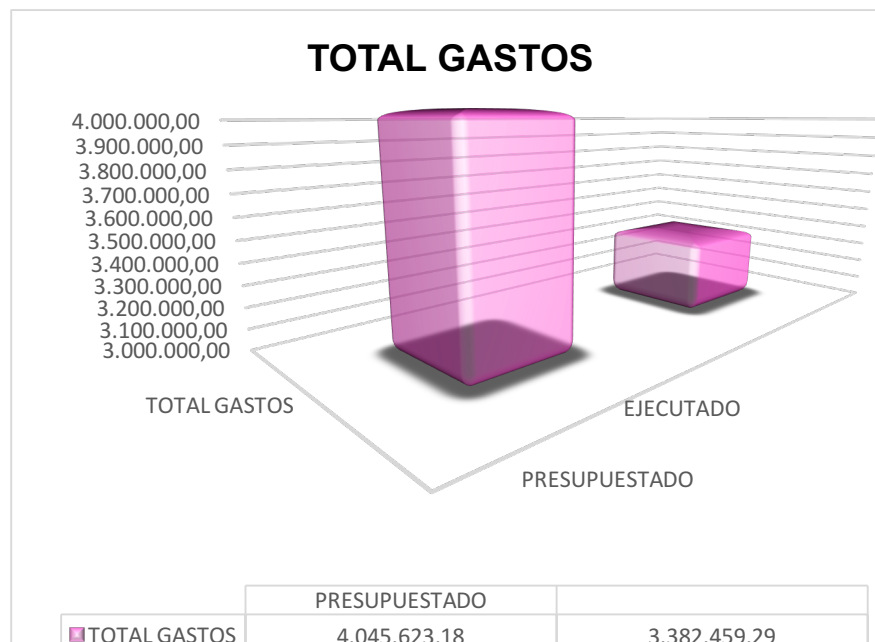 TOTAL GASTOS
4.000.000,00
3.900.000,00
3.800.000,00
3.700.000,00
3.600.000,00
3.500.000,00
3.400.000,00
3.300.000,00
3.200.000,00
3.100.000,00
3.000.000,00
TOTAL GASTOS
EJECUTADO
PRESUPUESTADO
PRESUPUESTADO
TOTAL GASTOS 4.045.623,18 3.382.459,29